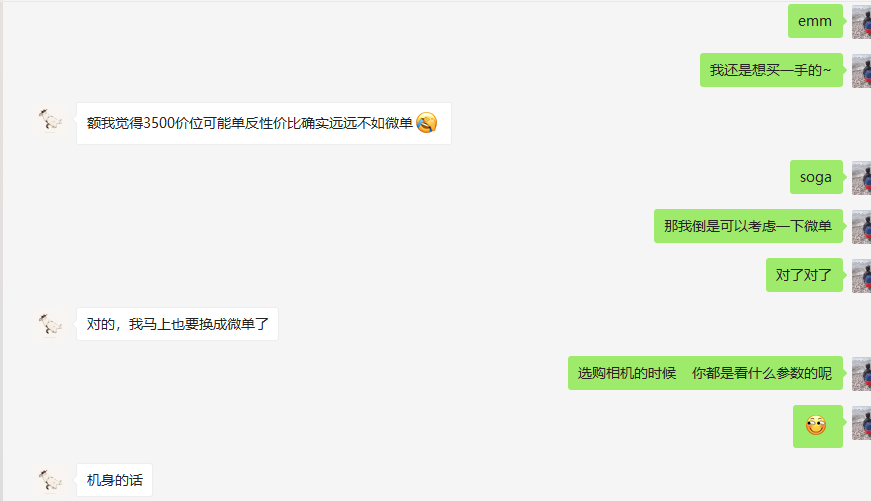 emm
我还是想买一手的~
额我觉得3500价位可能单反性价比确实远远不如微单
soga
那我倒是可以考虑一下微单
对了对了
对的，我马上也要换成微单了
选购相机的时候　你都是看什么参数的呢
机身的话